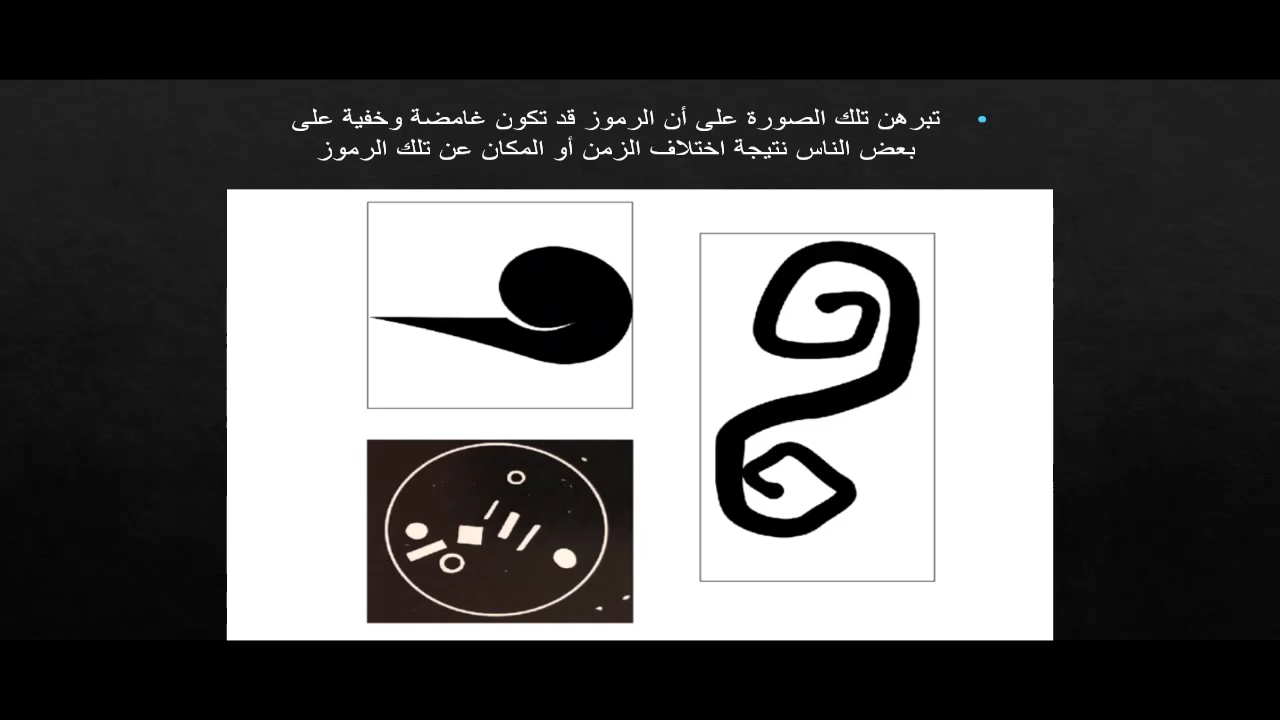 • تبرهن تلك الصورة على أن الرموز قد تكون غامضة وخفية على
بعض الناس نتيجة اختلاف الزمن أو المكان عن تلك الرموز